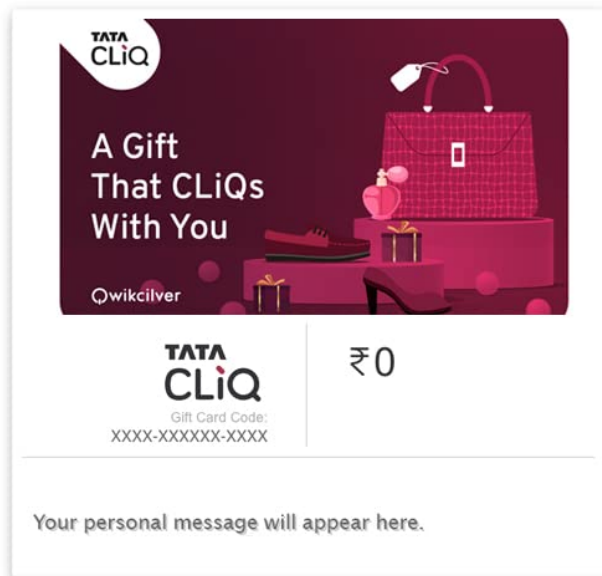 TATA
CLiQ
A Gift
That CLiQs
With You
Qwikcilver
TATA
CLiQ
Gift Card Code:
XXXX-XXXXXX-XXXX
₹0
Your personal message will appear here.